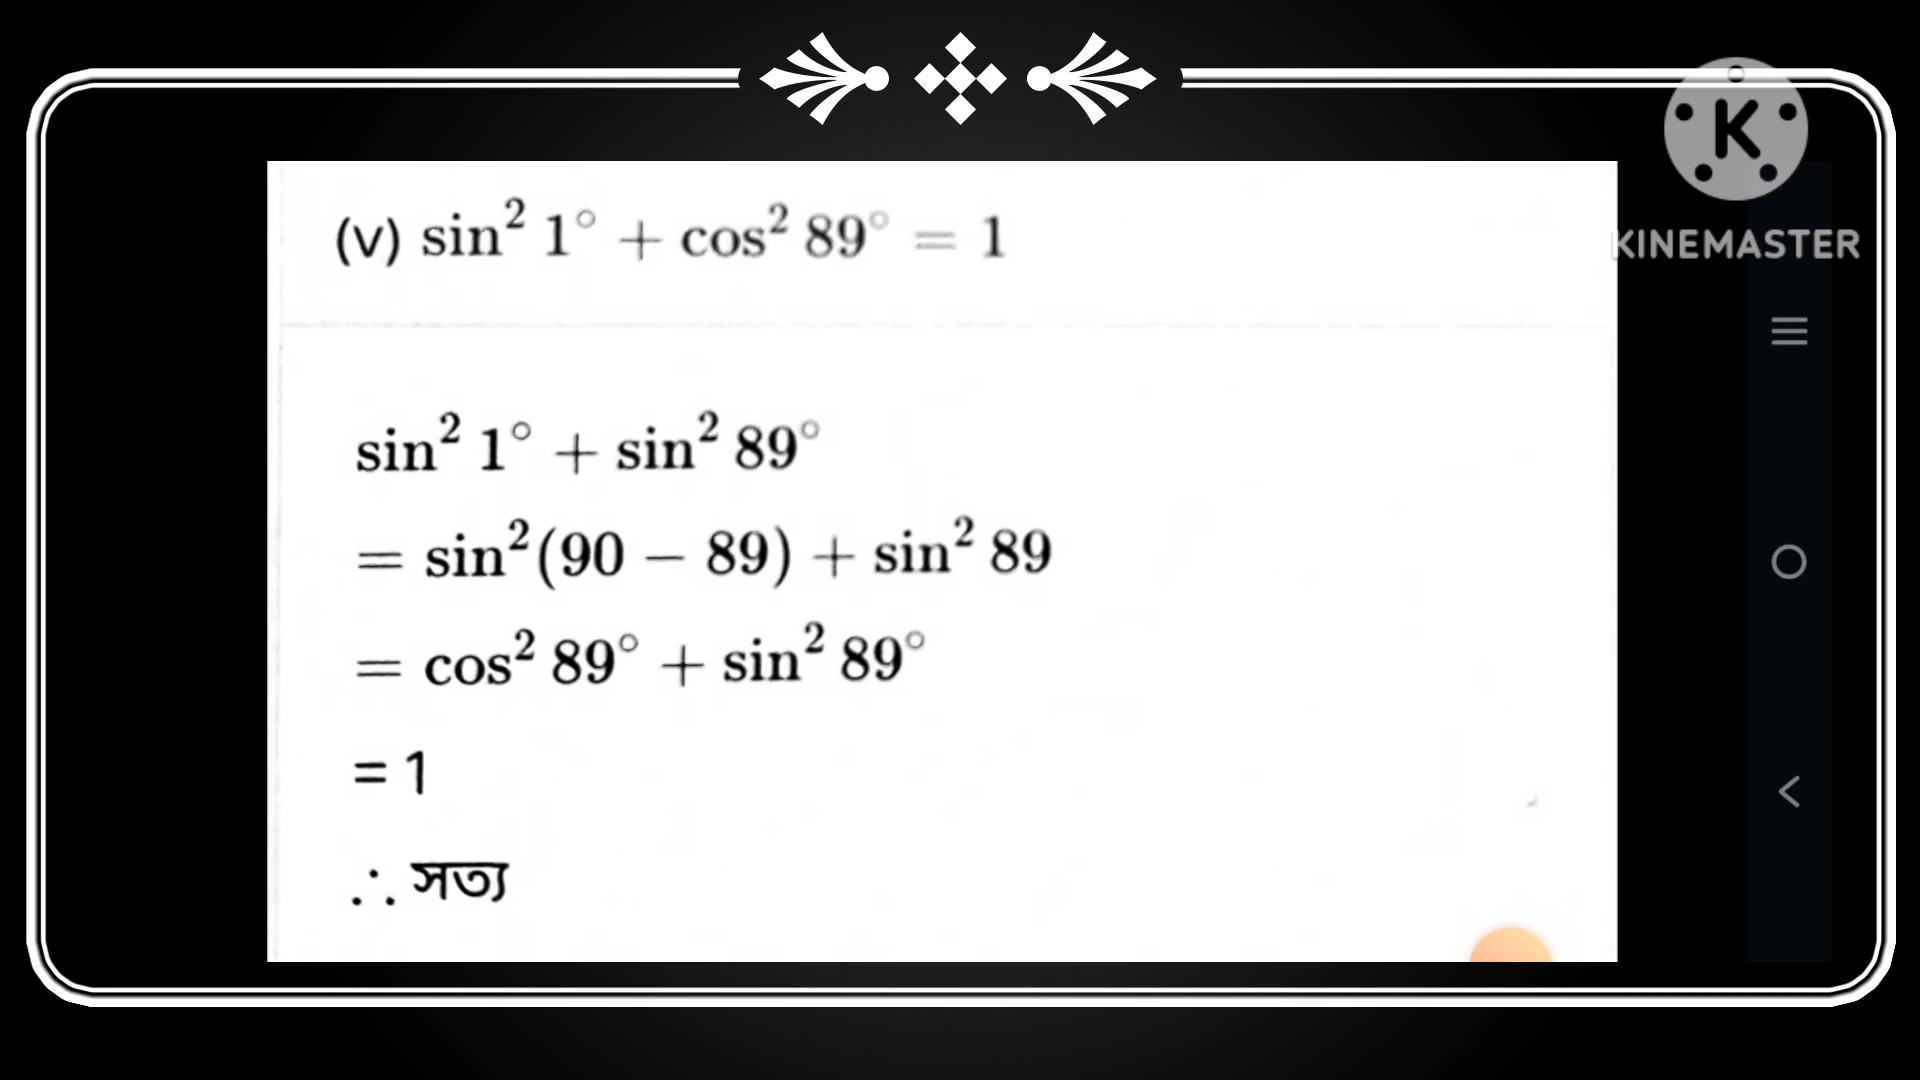 (v) sin² 1° + cos² 89° = 1
sin² 1° + sin² 89°
= sin²(90 − 89) + sin² 89
= cos² 89° + sin² 89°
= 1
∴ সত্য
K
KINEMASTER